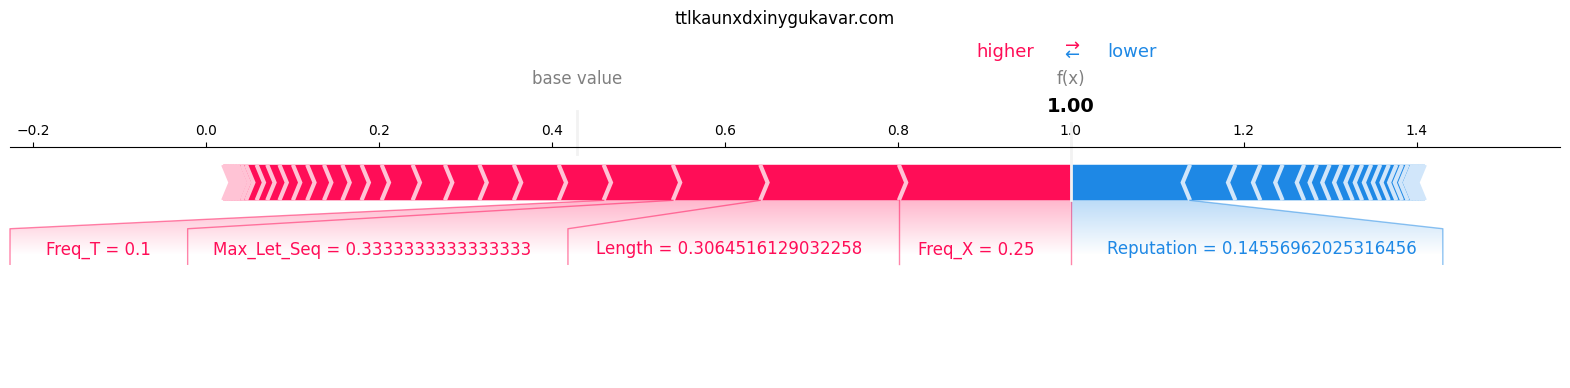 ttlkaunxdxinygukavar.com
higher ⇄ lower
base value f(x)
1.00
−0.2 0.0 0.2 0.4 0.6 0.8 1.0 1.2 1.4
Freq_T = 0.1 Max_Let_Seq = 0.3333333333333333 Length = 0.3064516129032258 Freq_X = 0.25 Reputation = 0.14556962025316456